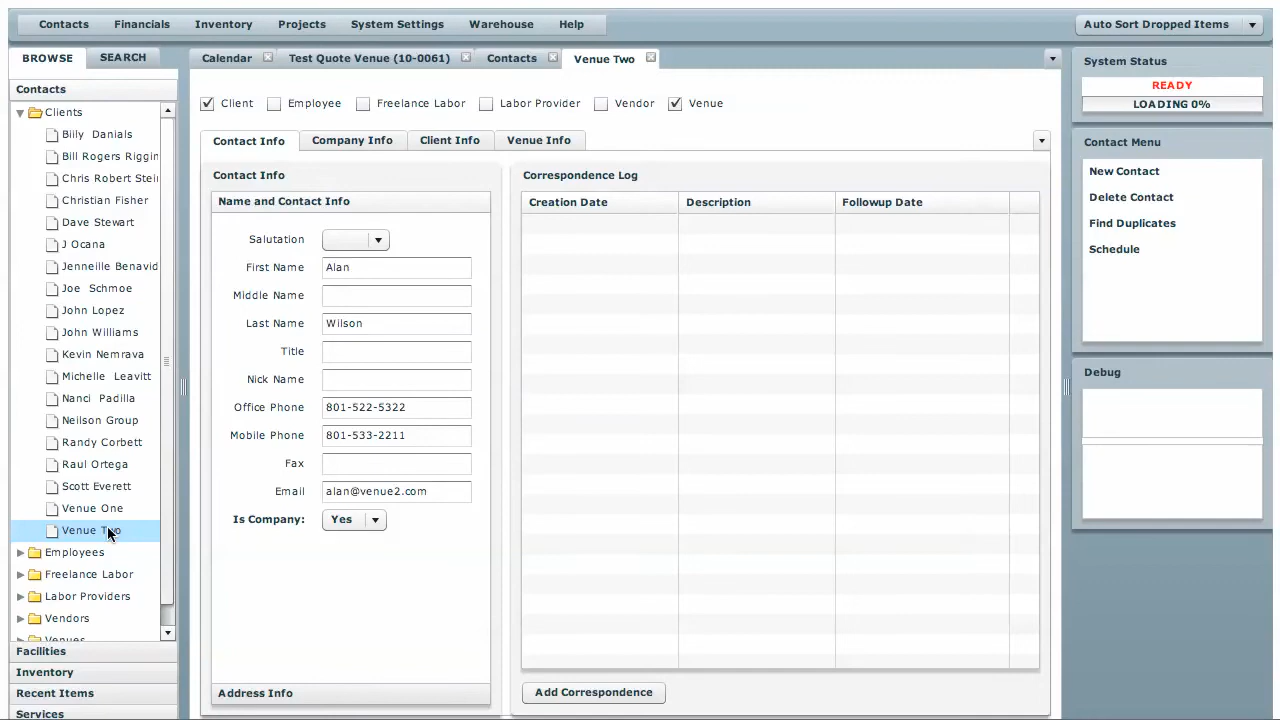 Contacts Financials Inventory Projects System Settings Warehouse Help
Auto Sort Dropped Items
BROWSE SEARCH
Contacts
Clients
Billy Danials
Bill Rogers Riggin
Chris Robert Stei
Christian Fisher
Dave Stewart
J Ocana
Jenneille Benavid
Joe Schmoe
John Lopez
John Williams
Kevin Nemrava
Michelle Leavitt
Nanci Padilla
Neilson Group
Randy Corbett
Raul Ortega
Scott Everett
Venue One
Venue Two
Employees
Freelance Labor
Labor Providers
Vendors
Venues
Facilities
Inventory
Recent Items
Services
Calendar Test Quote Venue (10-0061) Contacts Venue Two
Client Employee Freelance Labor Labor Provider Vendor Venue
Contact Info Company Info Client Info Venue Info
Contact Info
Name and Contact Info
Salutation
First Name Alan
Middle Name
Last Name Wilson
Title
Nick Name
Office Phone 801-522-5322
Mobile Phone 801-533-2211
Fax
Email alan@venue2.com
Is Company: Yes
Address Info
Correspondence Log
Creation Date Description Followup Date
Add Correspondence
System Status
READY
LOADING 0%
Contact Menu
New Contact
Delete Contact
Find Duplicates
Schedule
Debug